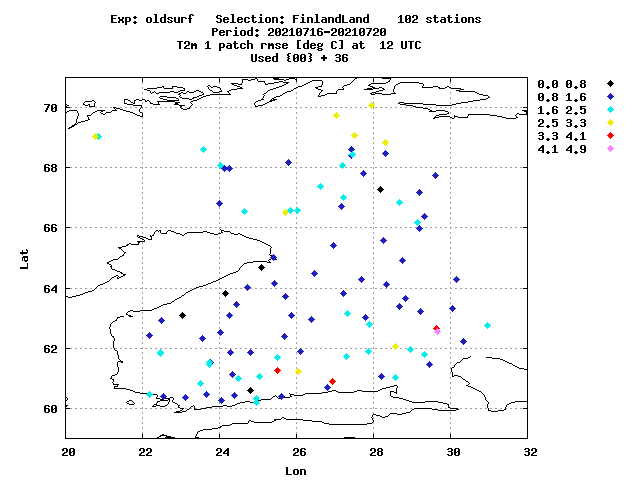 Exp: oldsurf Selection: FinlandLand 102 stations
Period: 20210716-20210720
T2m 1 patch rmse [deg C] at 12 UTC
Used {00} + 36
0.0 0.8
0.8 1.6
1.6 2.5
2.5 3.3
3.3 4.1
4.1 4.9
70
68
66
64
62
60
Lat
20 22 24 26 28 30 32
Lon